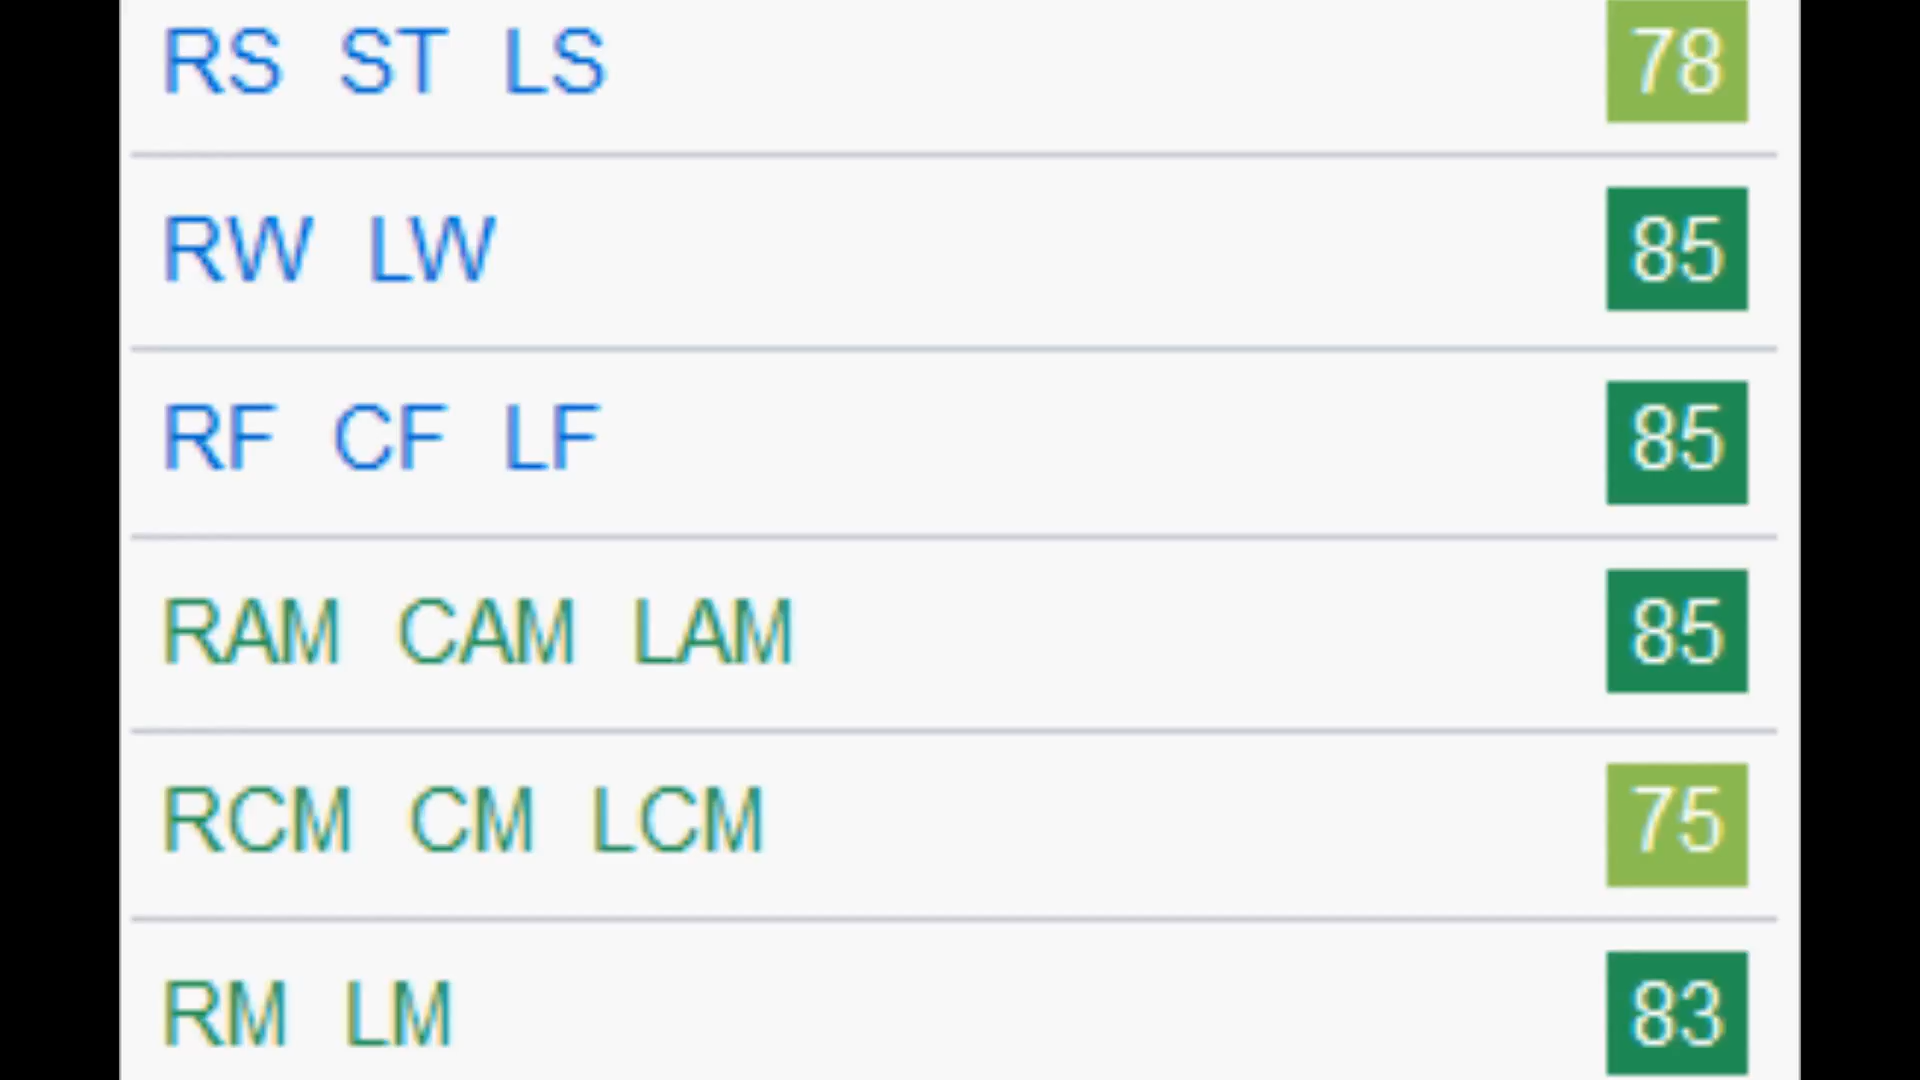 RS ST LS 78
RW LW 85
RF CF LF 85
RAM CAM LAM 85
RCM CM LCM 75
RM LM 83